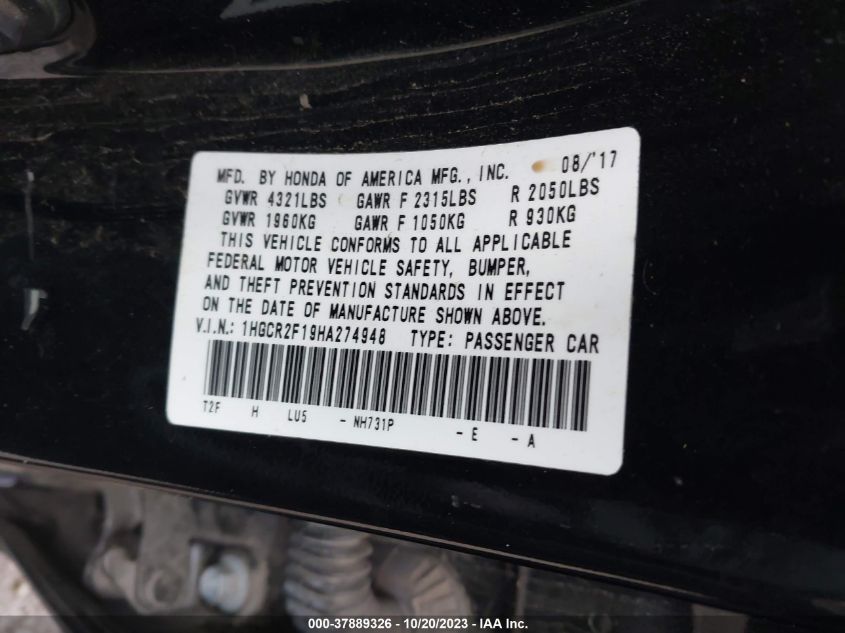 MFD. BY HONDA OF AMERICA MFG., INC. 08/'17
GVWR 4321LBS GAWR F 2315LBS R 2050LBS
GVWR 1960KG GAWR F 1050KG R 930KG
THIS VEHICLE CONFORMS TO ALL APPLICABLE
FEDERAL MOTOR VEHICLE SAFETY, BUMPER,
AND THEFT PREVENTION STANDARDS IN EFFECT
ON THE DATE OF MANUFACTURE SHOWN ABOVE.
V.I.N.: 1HGCR2F19HA274948 TYPE: PASSENGER CAR
T2F H LU5 - NH731P - E - A
000-37889326 - 10/20/2023 - IAA Inc.